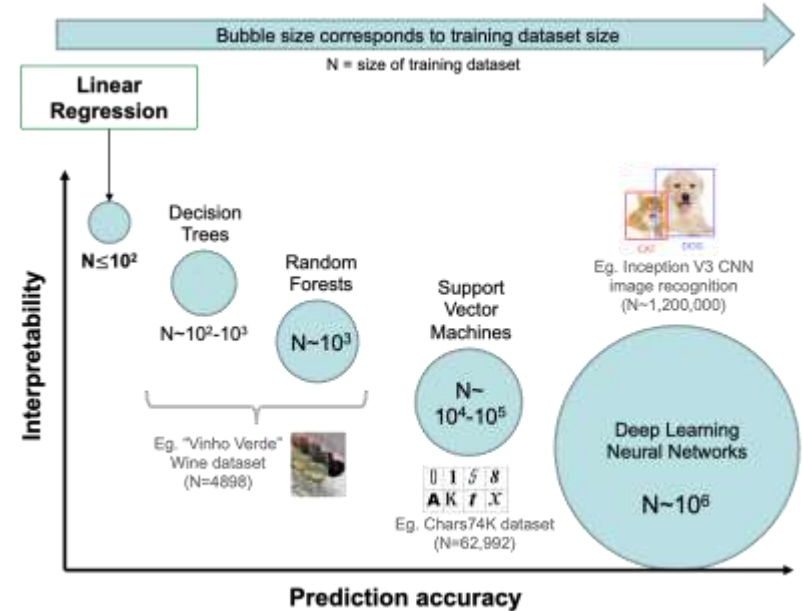 Bubble size corresponds to training dataset size
N = size of training dataset
Linear
Regression
N≤10²
Decision
Trees
N~10²-10³
Random
Forests
N~10³
Eg. "Vinho Verde"
Wine dataset
(N=4898)
Support
Vector
Machines
N~
10⁴-10⁵
0 1 5 8
A K t x
Eg. Chars74K dataset
(N=62,992)
CAT
DOG
Eg. Inception V3 CNN
image recognition
(N~1,200,000)
Deep Learning
Neural Networks
N~10⁶
Interpretability
Prediction accuracy